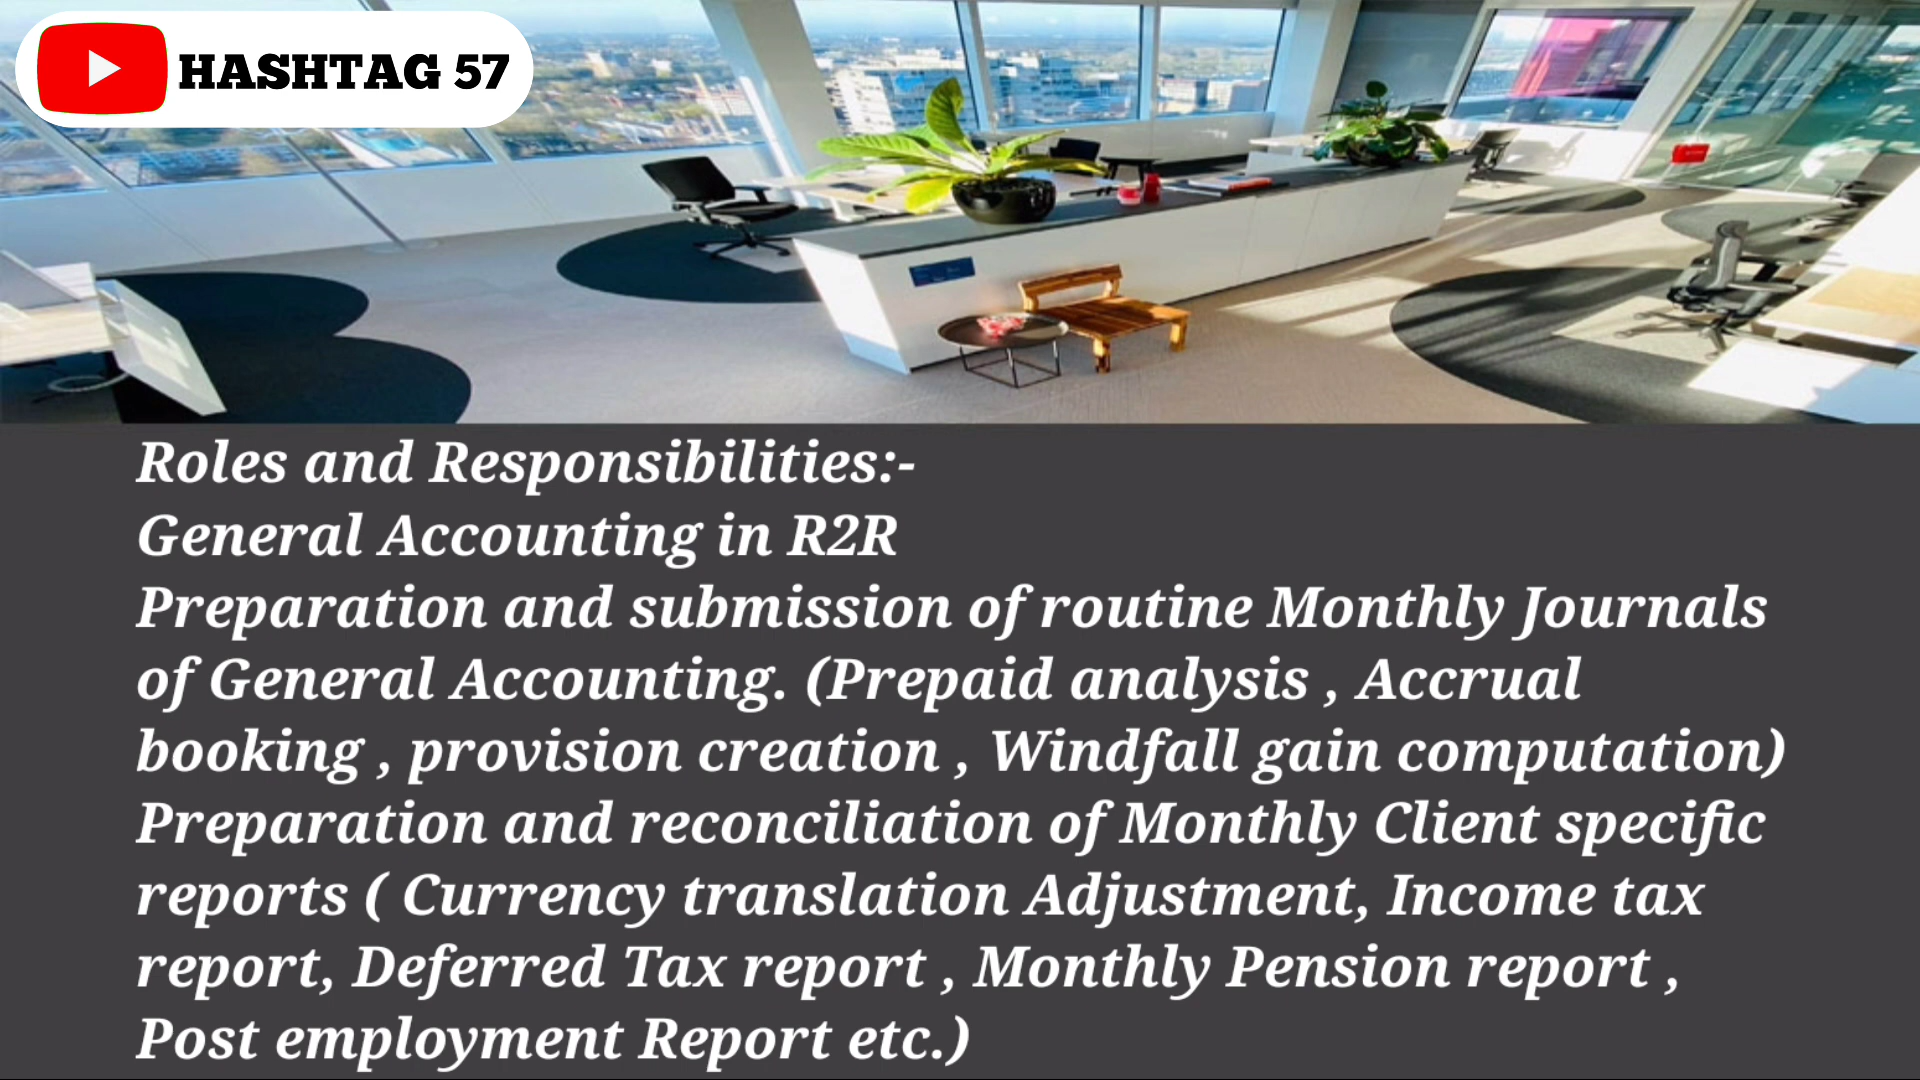 HASHTAG 57
Roles and Responsibilities:-
General Accounting in R2R
Preparation and submission of routine Monthly Journals
of General Accounting. (Prepaid analysis , Accrual
booking , provision creation , Windfall gain computation)
Preparation and reconciliation of Monthly Client specific
reports ( Currency translation Adjustment, Income tax
report, Deferred Tax report , Monthly Pension report ,
Post employment Report etc.)